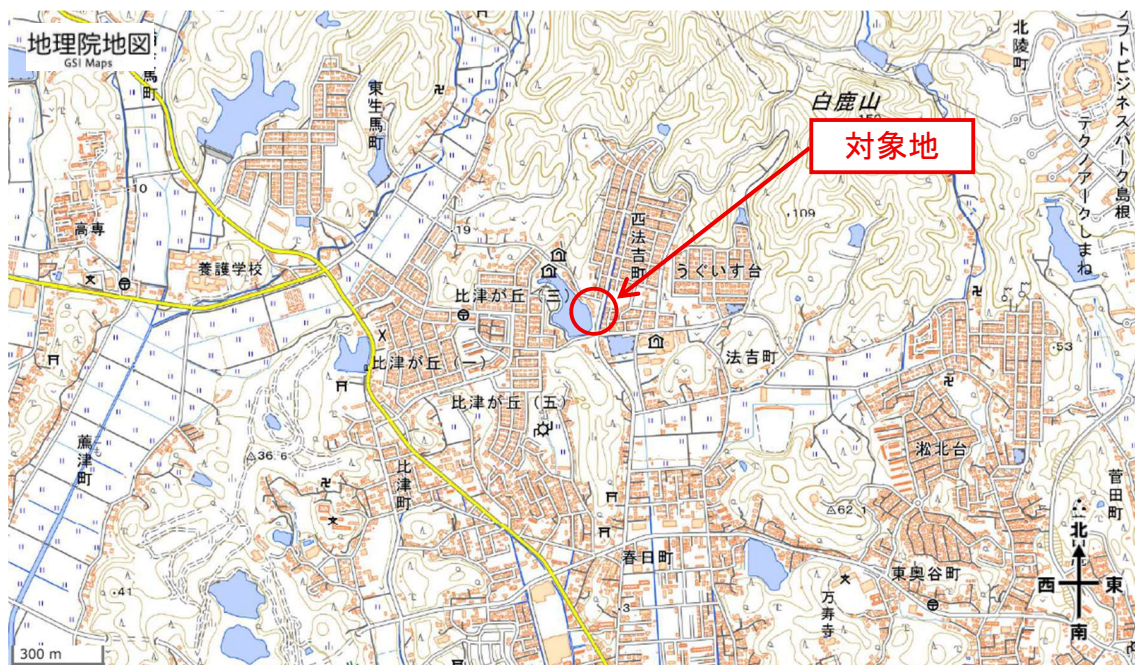 地理院地図
GSI Maps
馬町
東生馬町
北陵町
フトビジネスパーク島根
テクノアークしまね
白鹿山
150
対象地
10
高専
養護学校
19
109
西法吉町
うぐいす台
比津が丘（三）
比津が丘（一）
比津が丘（五）
法吉町
53
薦津町
こも
36.6
比津町
淞北台
菅田町
62.1
春日町
東奥谷町
万寿寺
41
3
北
西
東
南
300 m